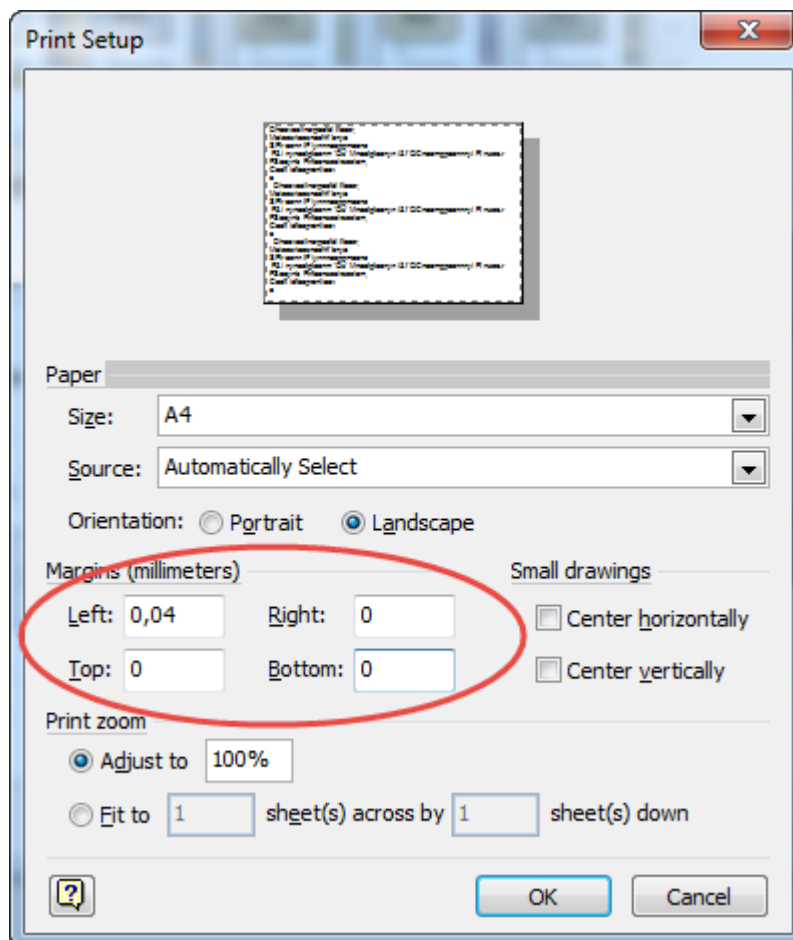 Print Setup
Paper
Size: A4
Source: Automatically Select
Orientation: Portrait Landscape
Margins (millimeters) Small drawings
Left: 0,04 Right: 0 Center horizontally
Top: 0 Bottom: 0 Center vertically
Print zoom
Adjust to 100%
Fit to 1 sheet(s) across by 1 sheet(s) down
? OK Cancel